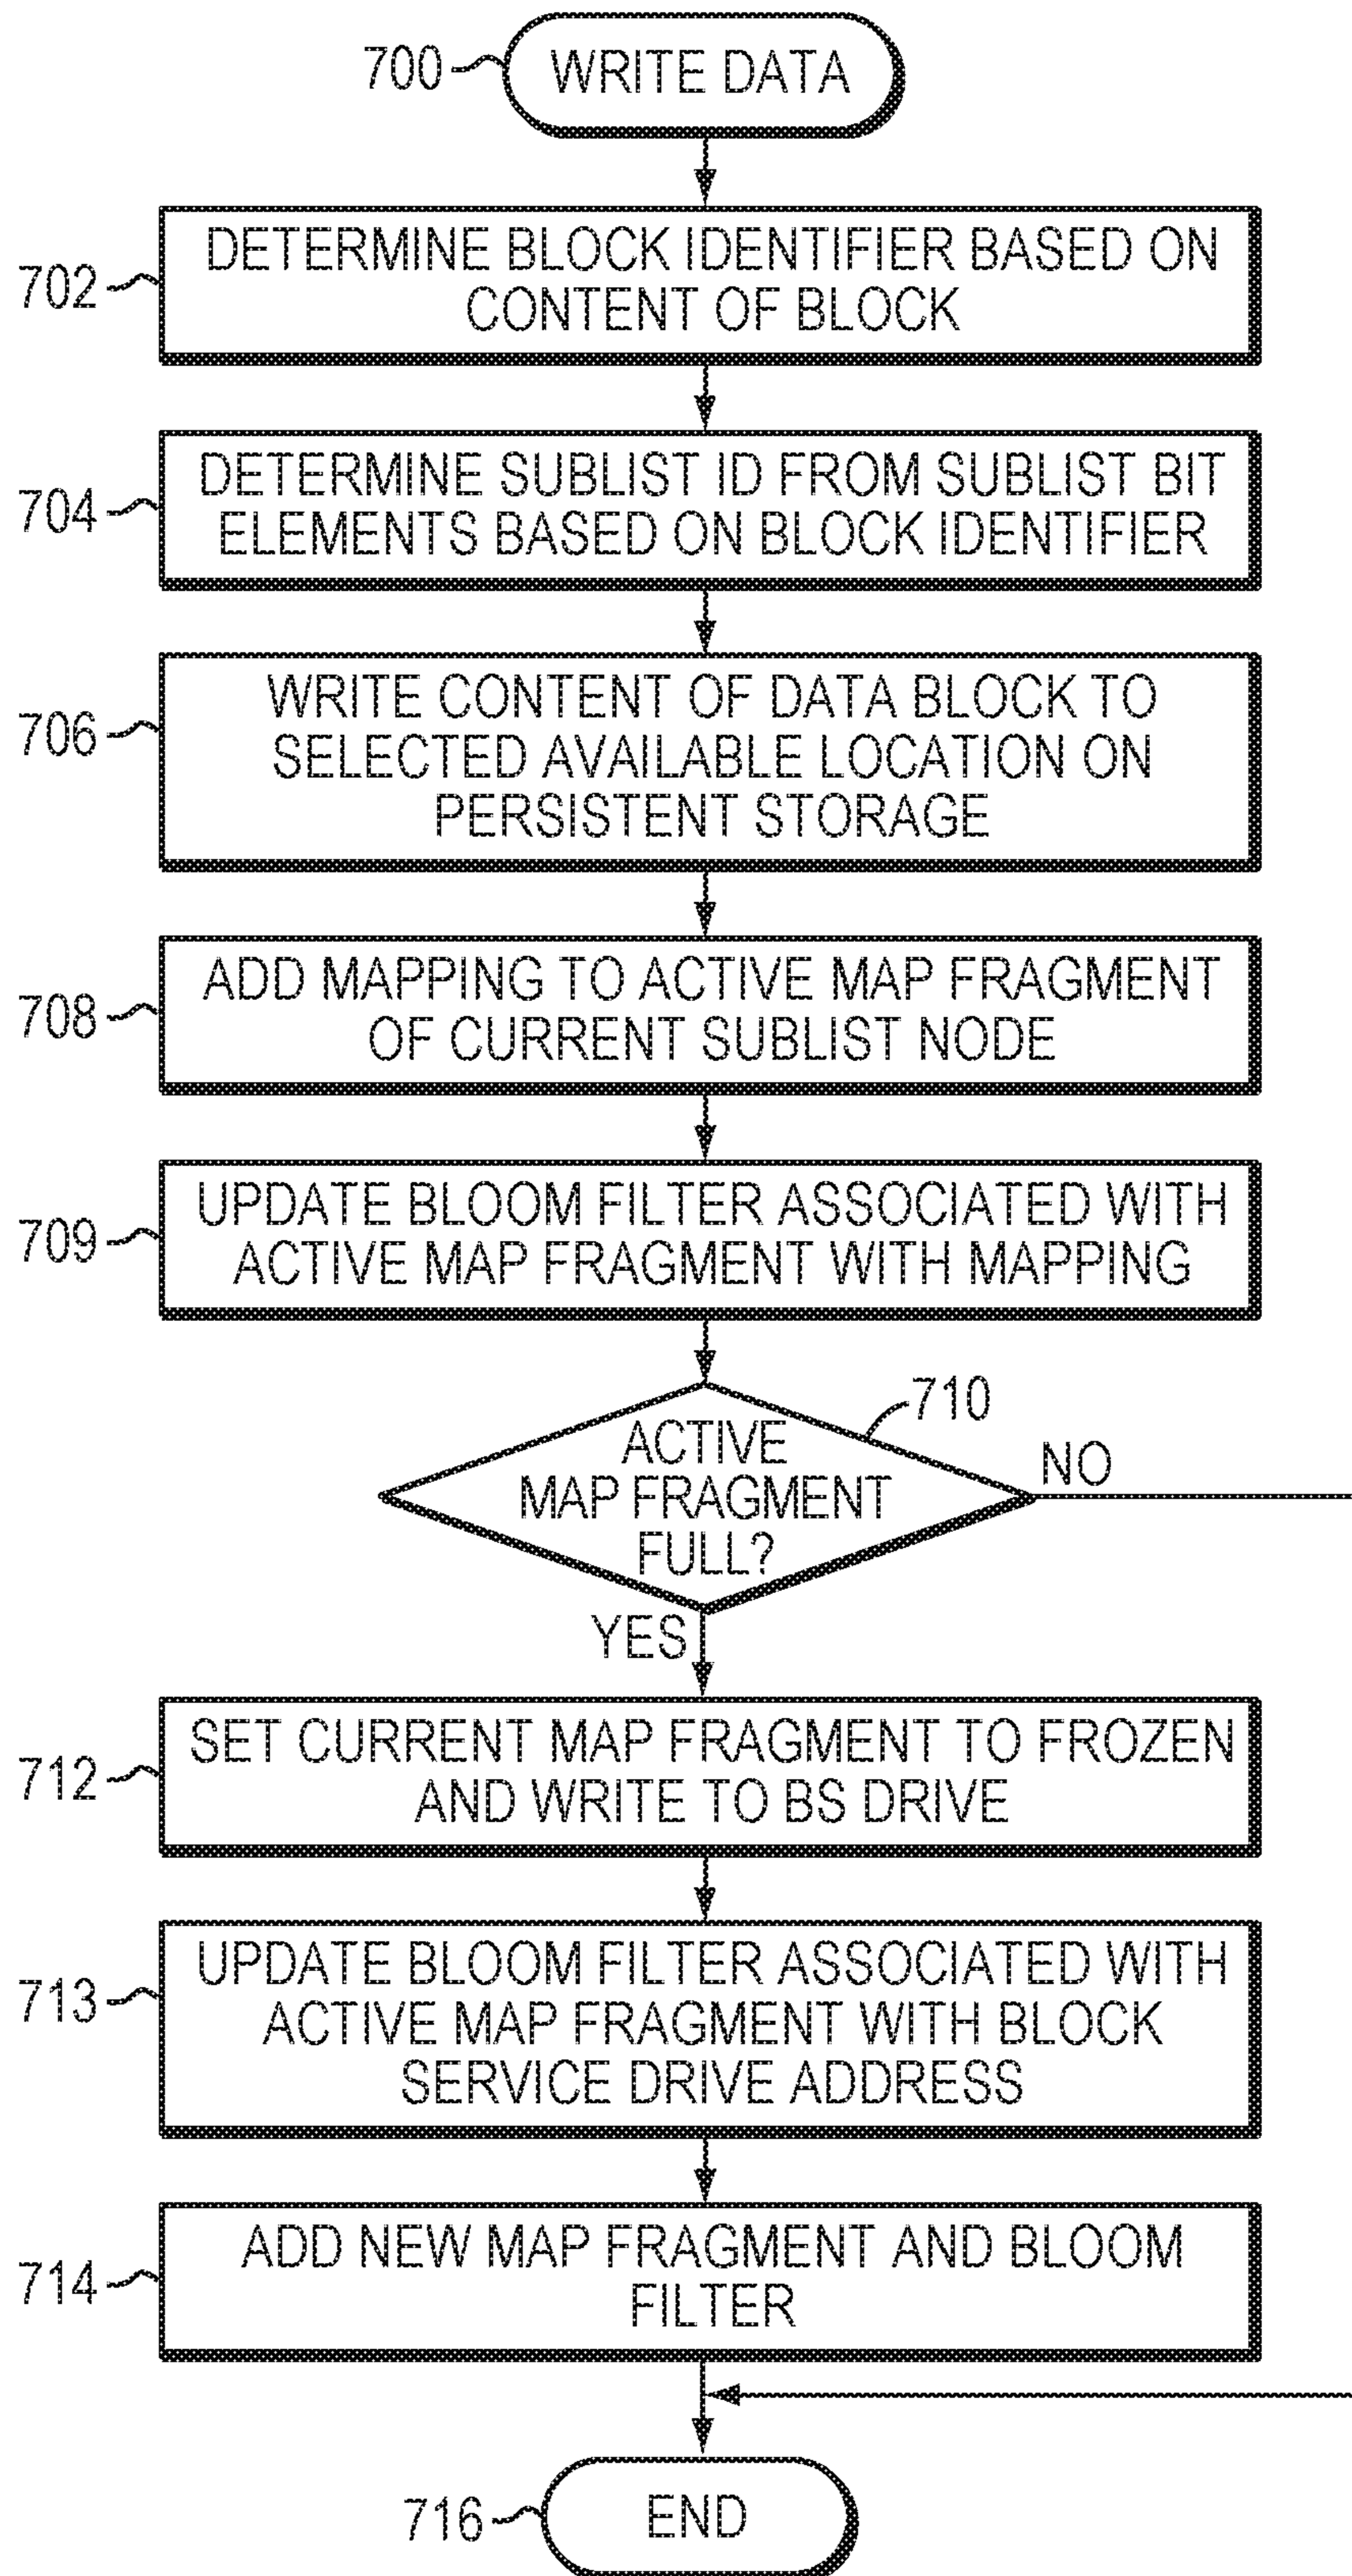 700
WRITE DATA
702
DETERMINE BLOCK IDENTIFIER BASED ON
CONTENT OF BLOCK
704
DETERMINE SUBLIST ID FROM SUBLIST BIT
ELEMENTS BASED ON BLOCK IDENTIFIER
706
WRITE CONTENT OF DATA BLOCK TO
SELECTED AVAILABLE LOCATION ON
PERSISTENT STORAGE
708
ADD MAPPING TO ACTIVE MAP FRAGMENT
OF CURRENT SUBLIST NODE
709
UPDATE BLOOM FILTER ASSOCIATED WITH
ACTIVE MAP FRAGMENT WITH MAPPING
710
ACTIVE
MAP FRAGMENT
FULL?
NO
YES
712
SET CURRENT MAP FRAGMENT TO FROZEN
AND WRITE TO BS DRIVE
713
UPDATE BLOOM FILTER ASSOCIATED WITH
ACTIVE MAP FRAGMENT WITH BLOCK
SERVICE DRIVE ADDRESS
714
ADD NEW MAP FRAGMENT AND BLOOM
FILTER
716
END